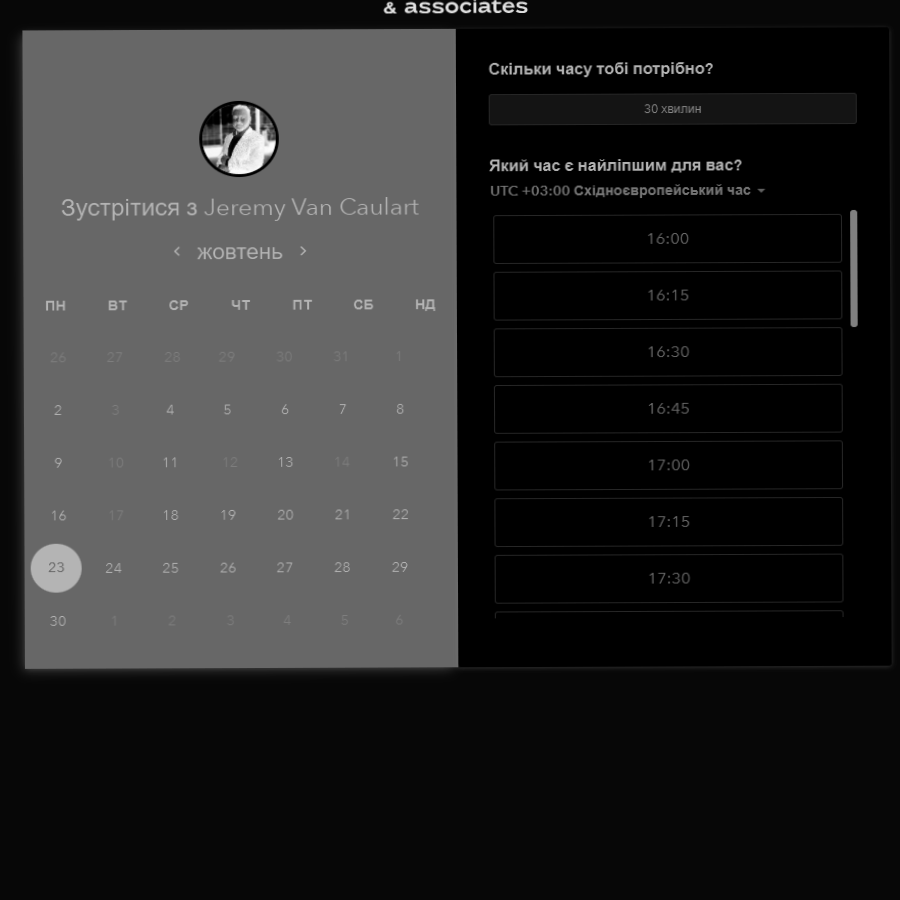 & associates
Зустрітися з Jeremy Van Caulart
< жовтень >
ПН ВТ СР ЧТ ПТ СБ НД
26 27 28 29 30 31 1
2 3 4 5 6 7 8
9 10 11 12 13 14 15
16 17 18 19 20 21 22
23 24 25 26 27 28 29
30 1 2 3 4 5 6
Скільки часу тобі потрібно?
30 хвилин
Який час є найліпшим для вас?
UTC +03:00 Східноєвропейський час
16:00
16:15
16:30
16:45
17:00
17:15
17:30